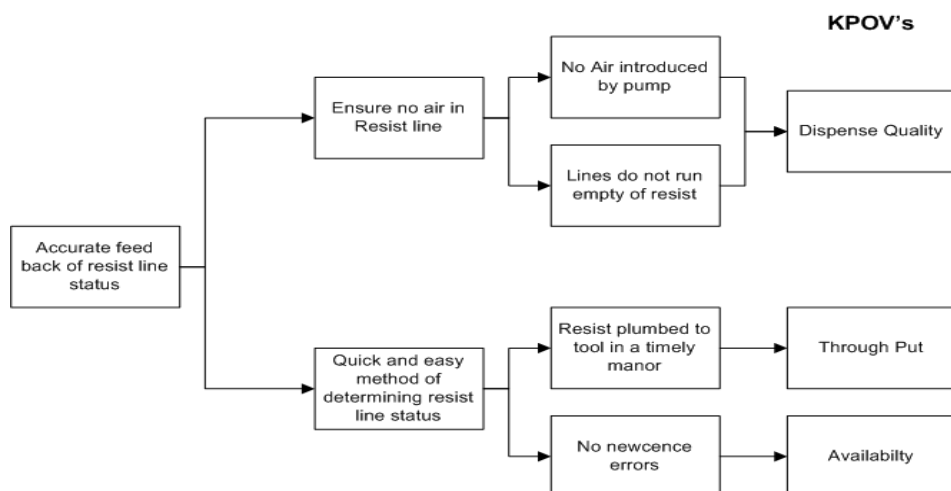 KPOV's
No Air introduced
by pump
Ensure no air in
Resist line
Dispense Quality
Lines do not run
empty of resist
Accurate feed
back of resist line
status
Resist plumbed to
tool in a timely
manor
Through Put
Quick and easy
method of
determining resist
line status
No newcence
errors
Availabilty